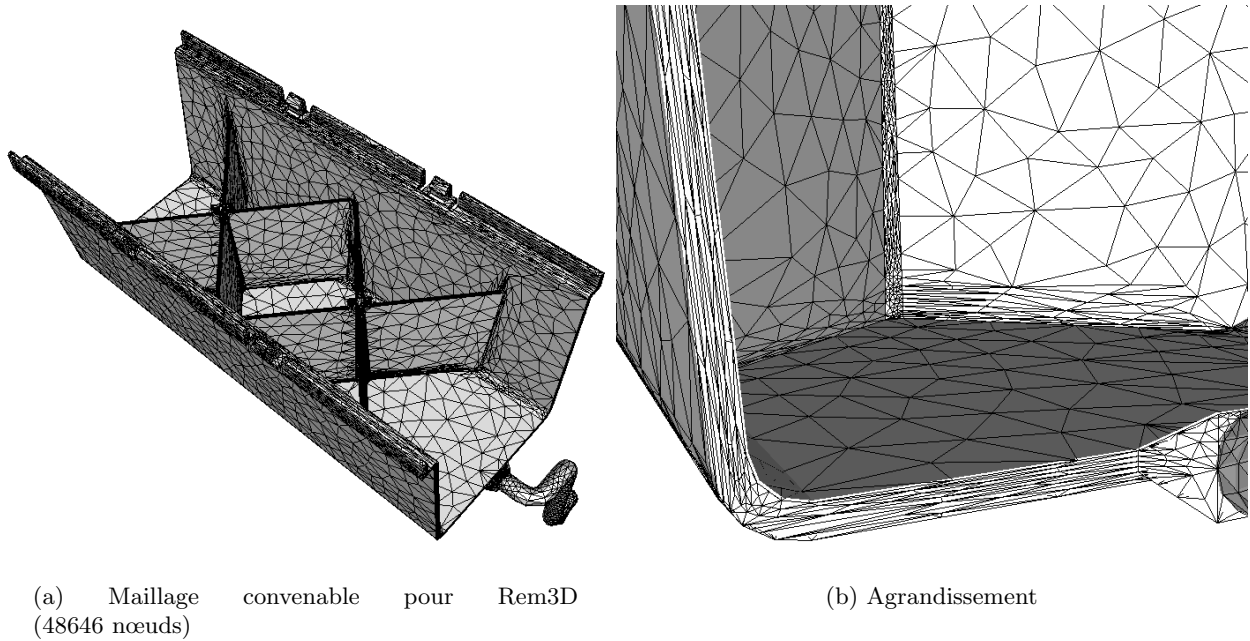 (a) Maillage convenable pour Rem3D
(48646 nœuds)
(b) Agrandissement